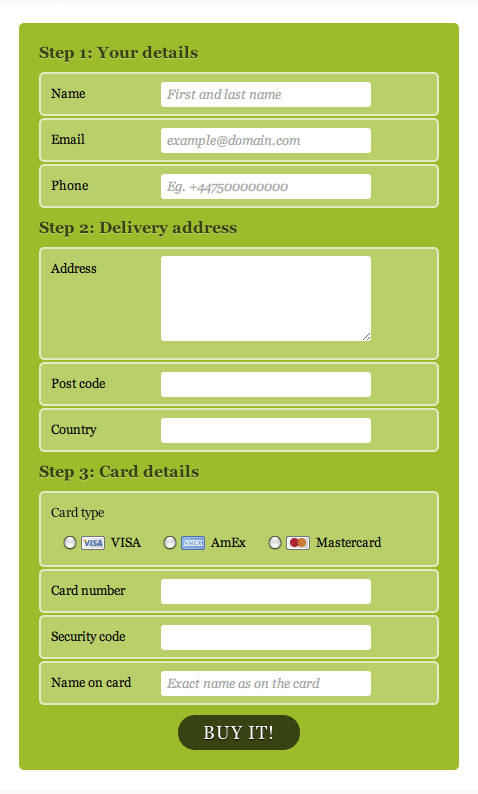 Step 1: Your details
Name First and last name
Email example@domain.com
Phone Eg. +447500000000
Step 2: Delivery address
Address
Post code
Country
Step 3: Card details
Card type
VISA VISA AMEX AmEx Mastercard
Card number
Security code
Name on card Exact name as on the card
BUY IT!